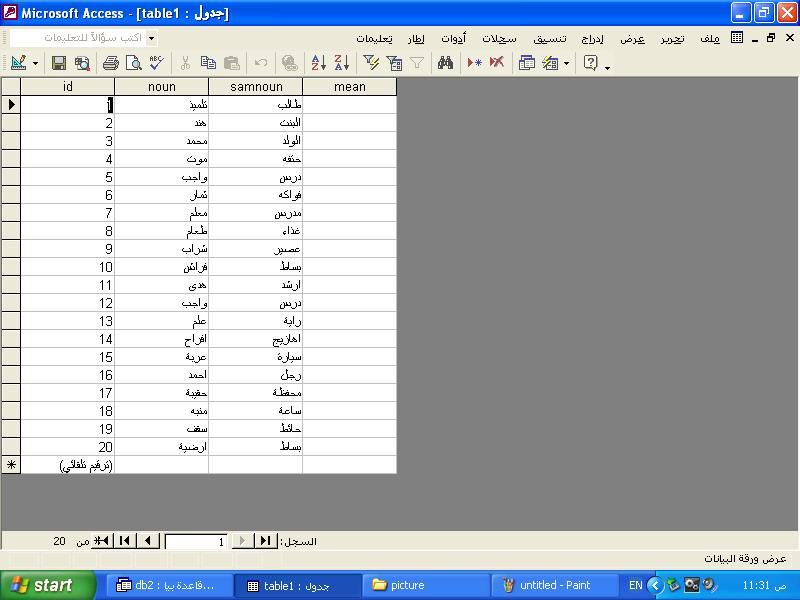 Microsoft Access - [table1 : جدول]
ملف تحرير عرض إدراج تنسيق سجلات أدوات إطار تعليمات اكتب سؤالاً للتعليمات
id noun samnoun mean
1 تلميذ طالب
2 هند البنت
3 محمد الولد
4 موت حتفه
5 واجب درس
6 ثمار فواكه
7 معلم مدرس
8 طعام غذاء
9 شراب عصير
10 فراش بساط
11 هدى ارشد
12 واجب درس
13 علم راية
14 افراح اهازيج
15 عربة سيارة
16 احمد رجل
17 حقيبة محفظة
18 منبه ساعة
19 سقف حائط
20 ارضية بساط
(ترقيم تلقائي)
السجل: 1 من 20
عرض ورقة البيانات
start db2 : قاعدة بيا... table1 : جدول picture untitled - Paint EN 11:31 ص